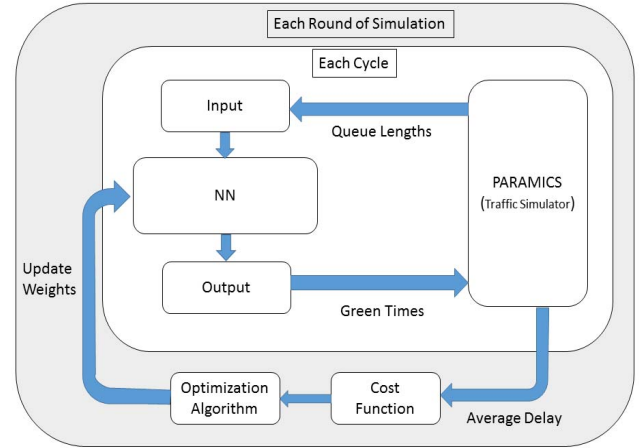 Each Round of Simulation
Each Cycle
Input
Queue Lengths
PARAMICS
(Traffic Simulator)
NN
Update
Weights
Output
Green Times
Optimization
Algorithm
Cost
Function
Average Delay